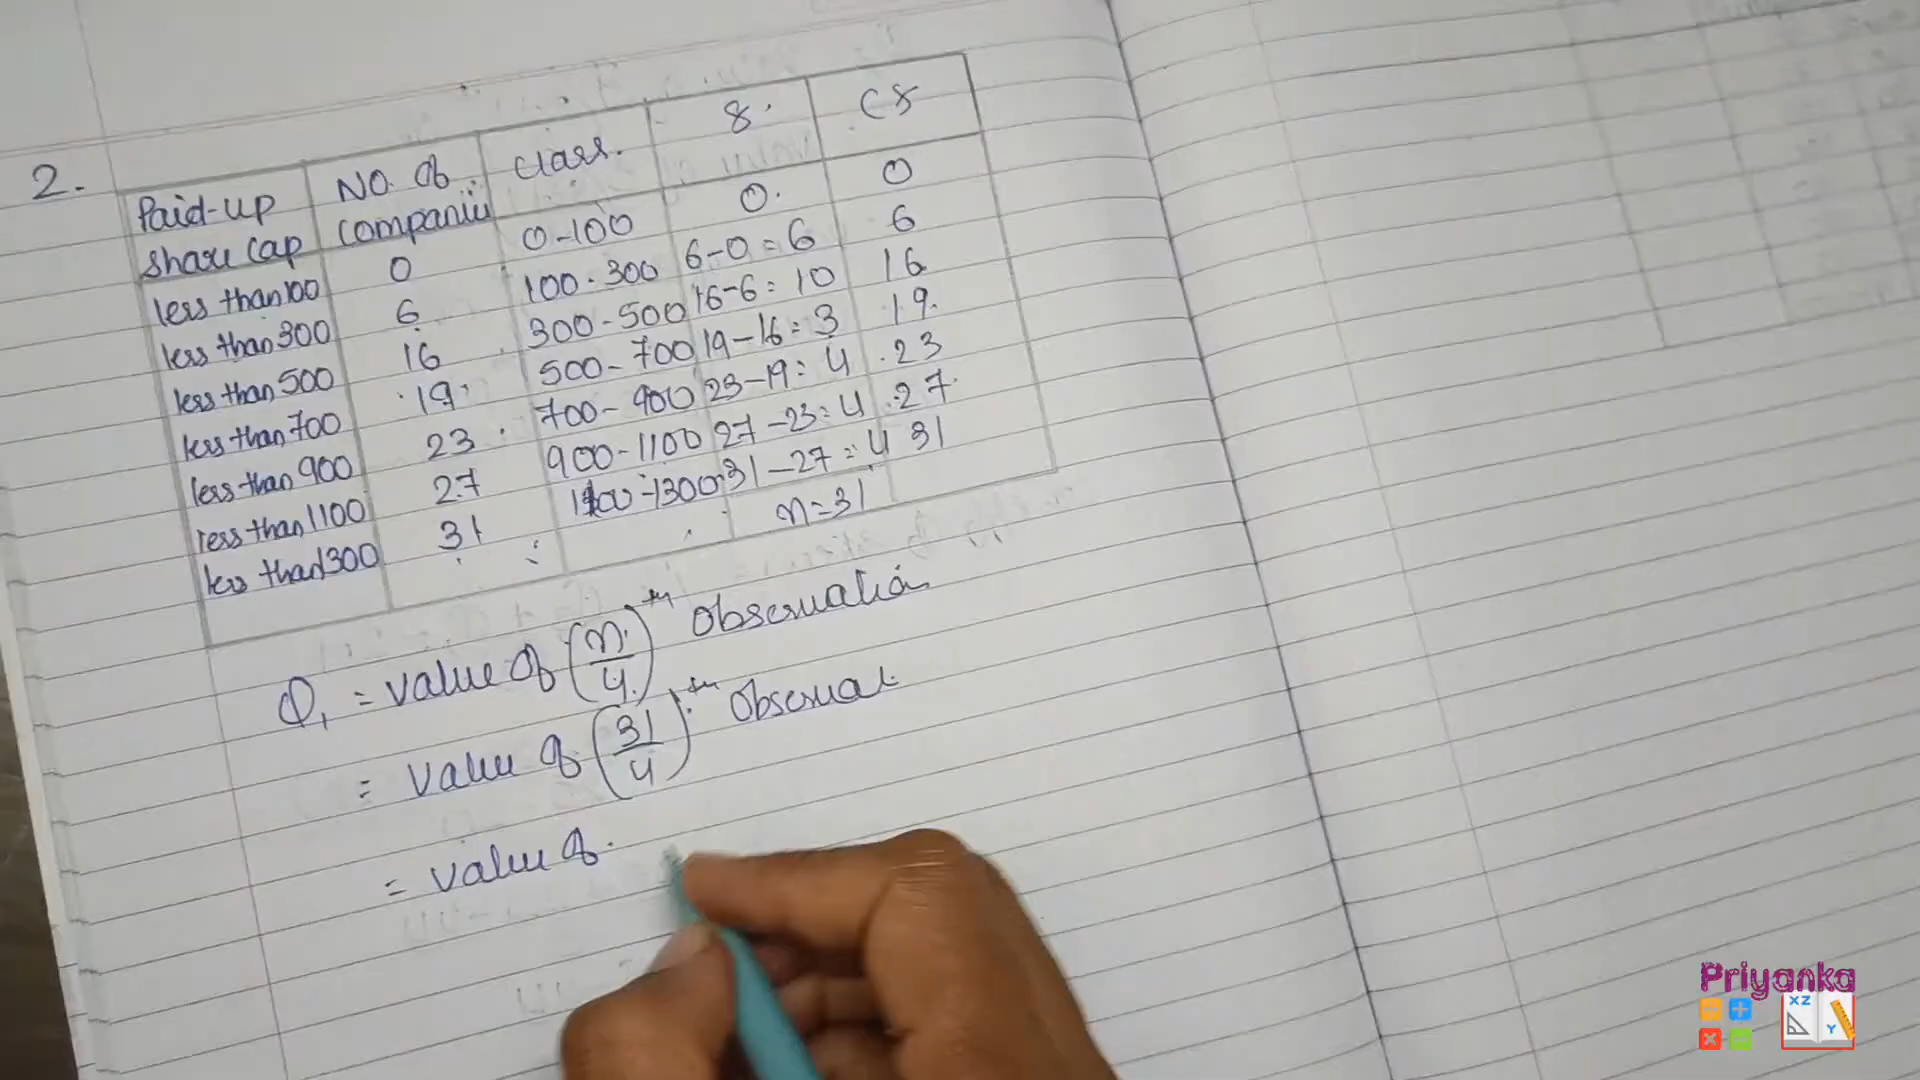 2.
Paid-up share cap | No. of companies | class. | f. | cf
less than 100 | 0 | 0-100 | 0. | 0
less than 300 | 6 | 100-300 | 6-0=6 | 6
less than 500 | 16 | 300-500 | 16-6=10 | 16
less than 700 | 19 | 500-700 | 19-16=3 | 19.
less than 900 | 23 | 700-900 | 23-19=4 | 23
less than 1100 | 27 | 900-1100 | 27-23=4 | 27
less than 1300 | 31 | 1100-1300 | 31-27=4 | 31
n=31
Q₁ = value of (n/4)th observation
= value of (31/4)th observat
= value of
Priyanka
XZ
Y